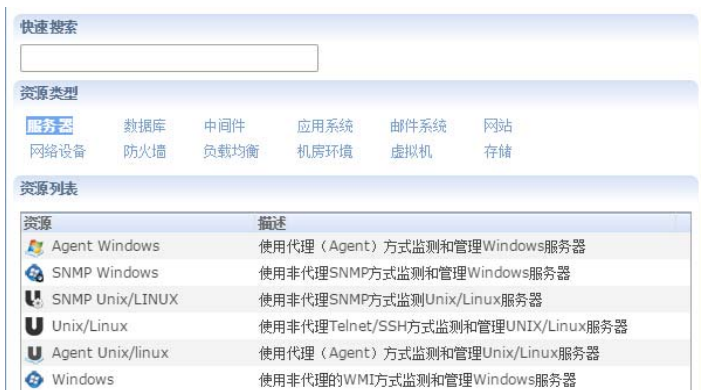 快速搜索
资源类型
服务器 数据库 中间件 应用系统 邮件系统 网站
网络设备 防火墙 负载均衡 机房环境 虚拟机 存储
资源列表
资源 描述
Agent Windows 使用代理（Agent）方式监测和管理Windows服务器
SNMP Windows 使用非代理SNMP方式监测和管理Windows服务器
SNMP Unix/LINUX 使用非代理SNMP方式监测Unix/Linux服务器
Unix/Linux 使用非代理Telnet/SSH方式监测和管理UNIX/Linux服务器
Agent Unix/linux 使用代理（Agent）方式监测和管理Unix/Linux服务器
Windows 使用非代理的WMI方式监测和管理Windows服务器